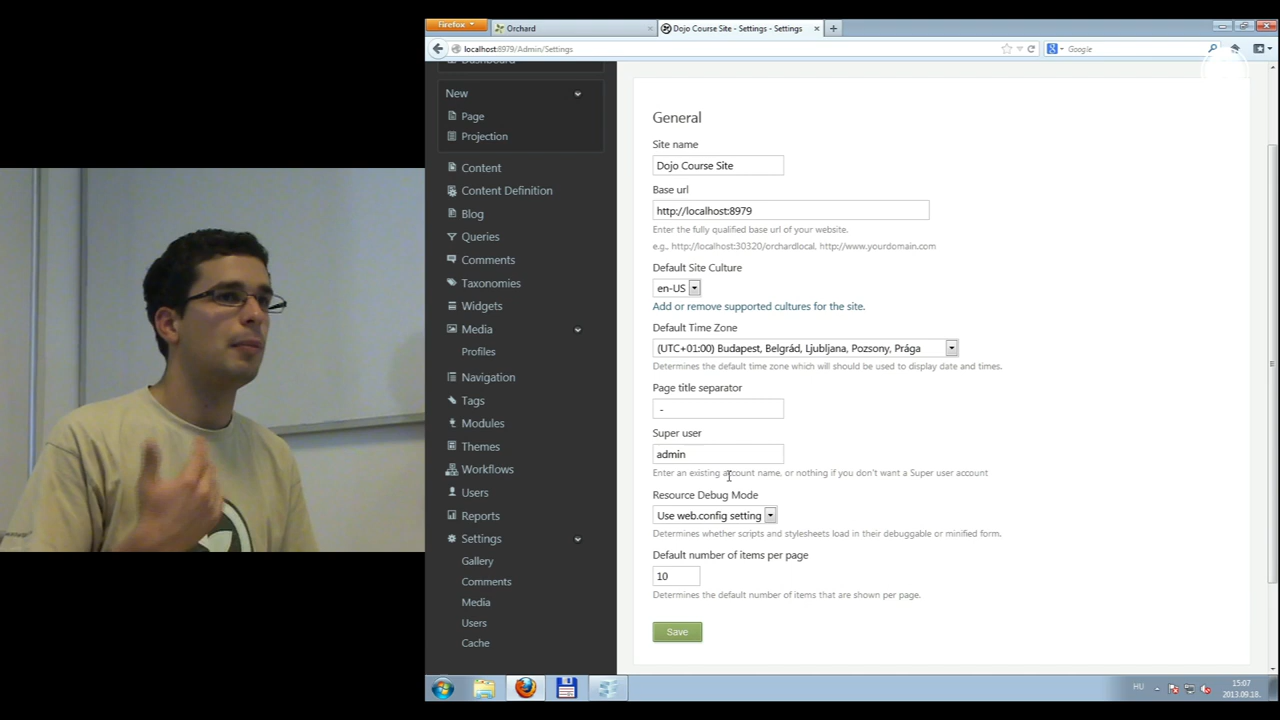 Firefox
Orchard
Dojo Course Site - Settings - Settings
localhost:8979/Admin/Settings
Google
Dashboard
New
Page
Projection
Content
Content Definition
Blog
Queries
Comments
Taxonomies
Widgets
Media
Profiles
Navigation
Tags
Modules
Themes
Workflows
Users
Reports
Settings
Gallery
Comments
Media
Users
Cache
General
Site name
Dojo Course Site
Base url
http://localhost:8979
Enter the fully qualified base url of your website.
e.g., http://localhost:30320/orchardlocal, http://www.yourdomain.com
Default Site Culture
en-US
Add or remove supported cultures for the site.
Default Time Zone
(UTC+01:00) Budapest, Belgrád, Ljubljana, Pozsony, Prága
Determines the default time zone which will should be used to display date and times.
Page title separator
-
Super user
admin
Enter an existing account name, or nothing if you don't want a Super user account
Resource Debug Mode
Use web.config setting
Determines whether scripts and stylesheets load in their debuggable or minified form.
Default number of items per page
10
Determines the default number of items that are shown per page.
Save
HU
15:07
2013.09.18.